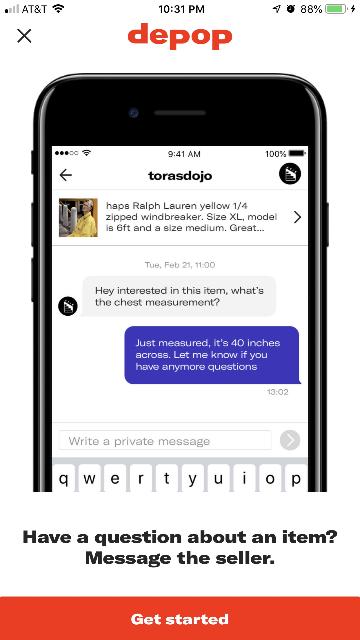 AT&T 10:31 PM 88%
depop
9:41 AM 100%
torasdojo
haps Ralph Lauren yellow 1/4
zipped windbreaker. Size XL, model
is 6ft and a size medium. Great...
Tue, Feb 21, 11:00
Hey interested in this item, what's
the chest measurement?
Just measured, it's 40 inches
across. Let me know if you
have anymore questions
13:02
Write a private message
q w e r t y u i o p
Have a question about an item?
Message the seller.
Get started